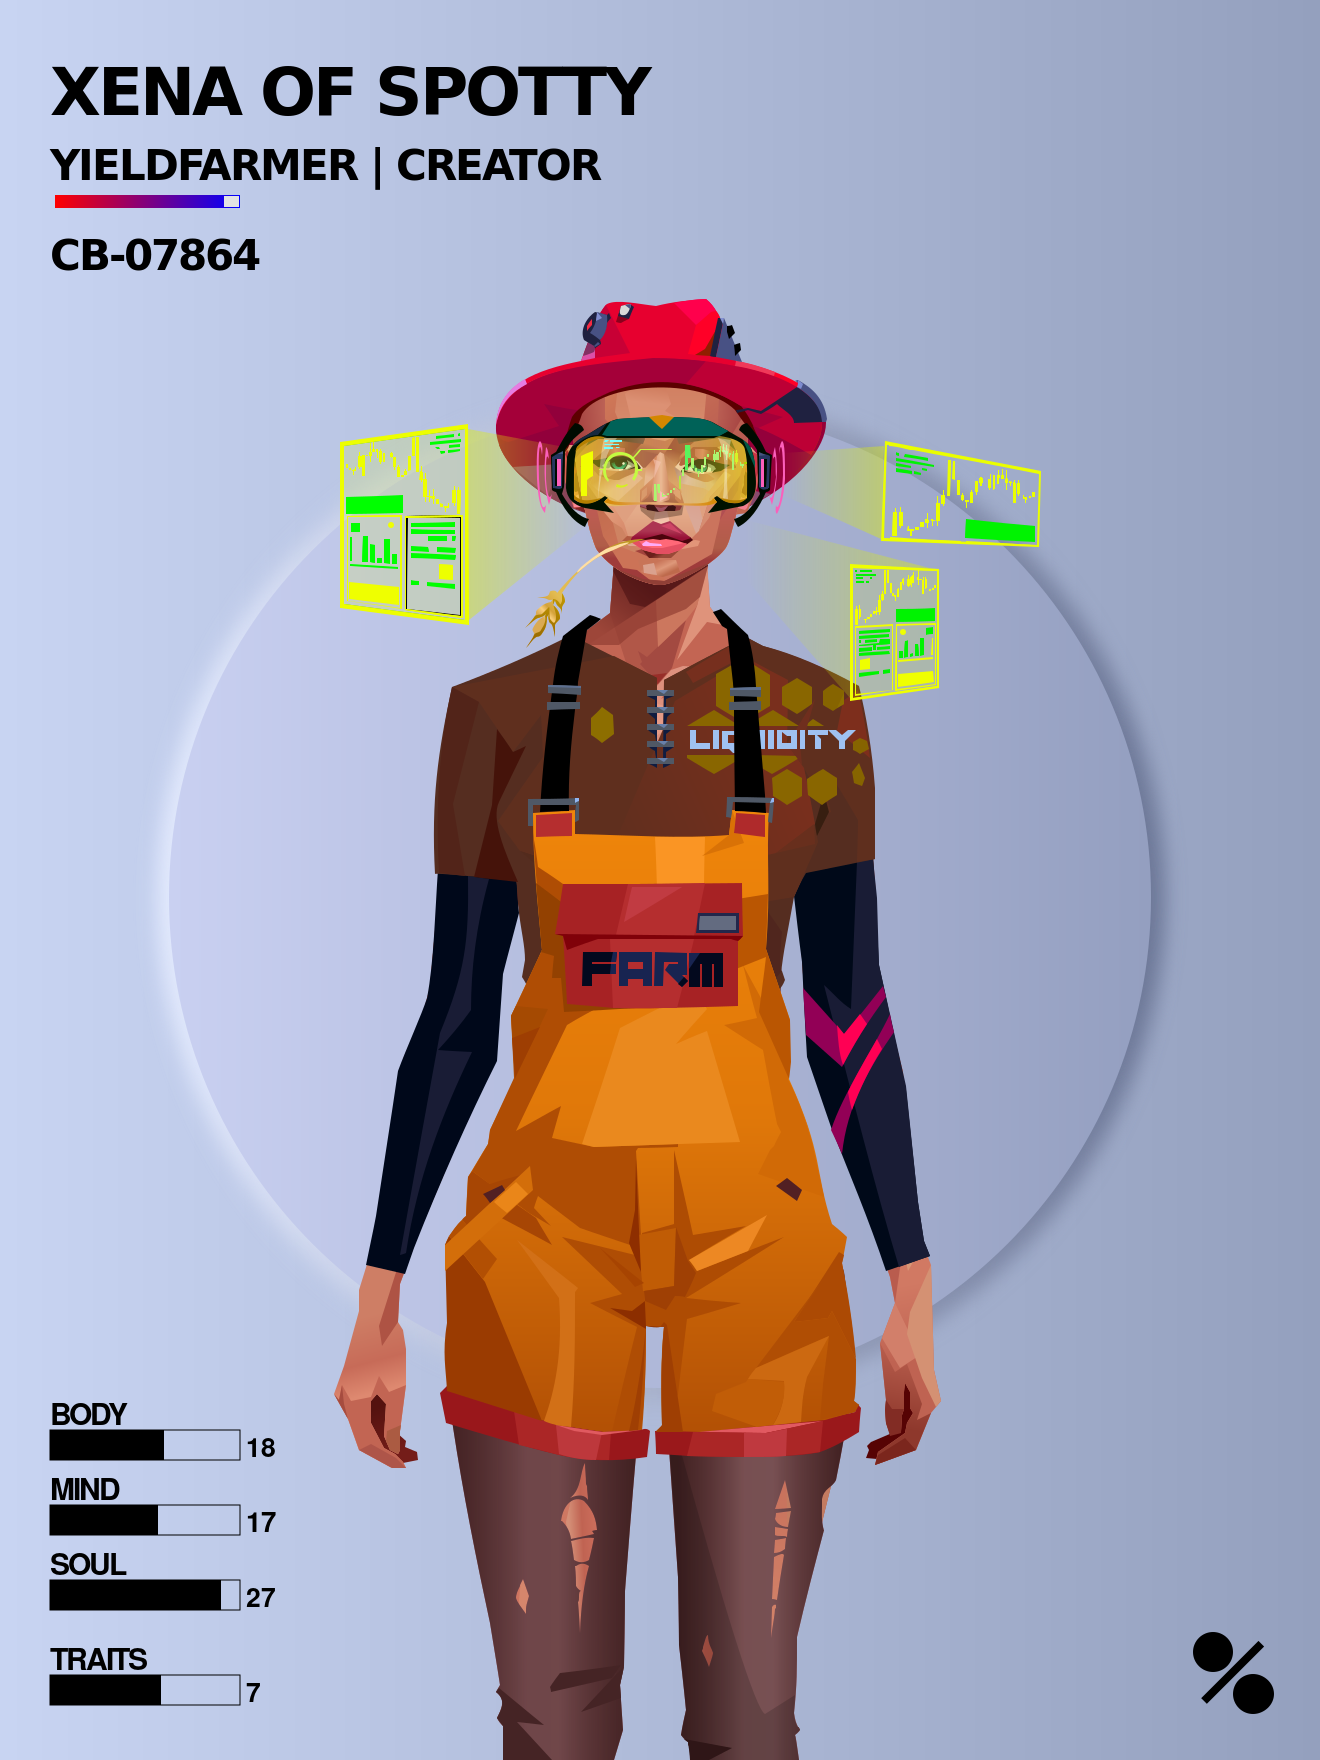 XENA OF SPOTTY
YIELDFARMER | CREATOR
CB-07864
LIQUIDITY
FARM
BODY
18
MIND
17
SOUL
27
TRAITS
7